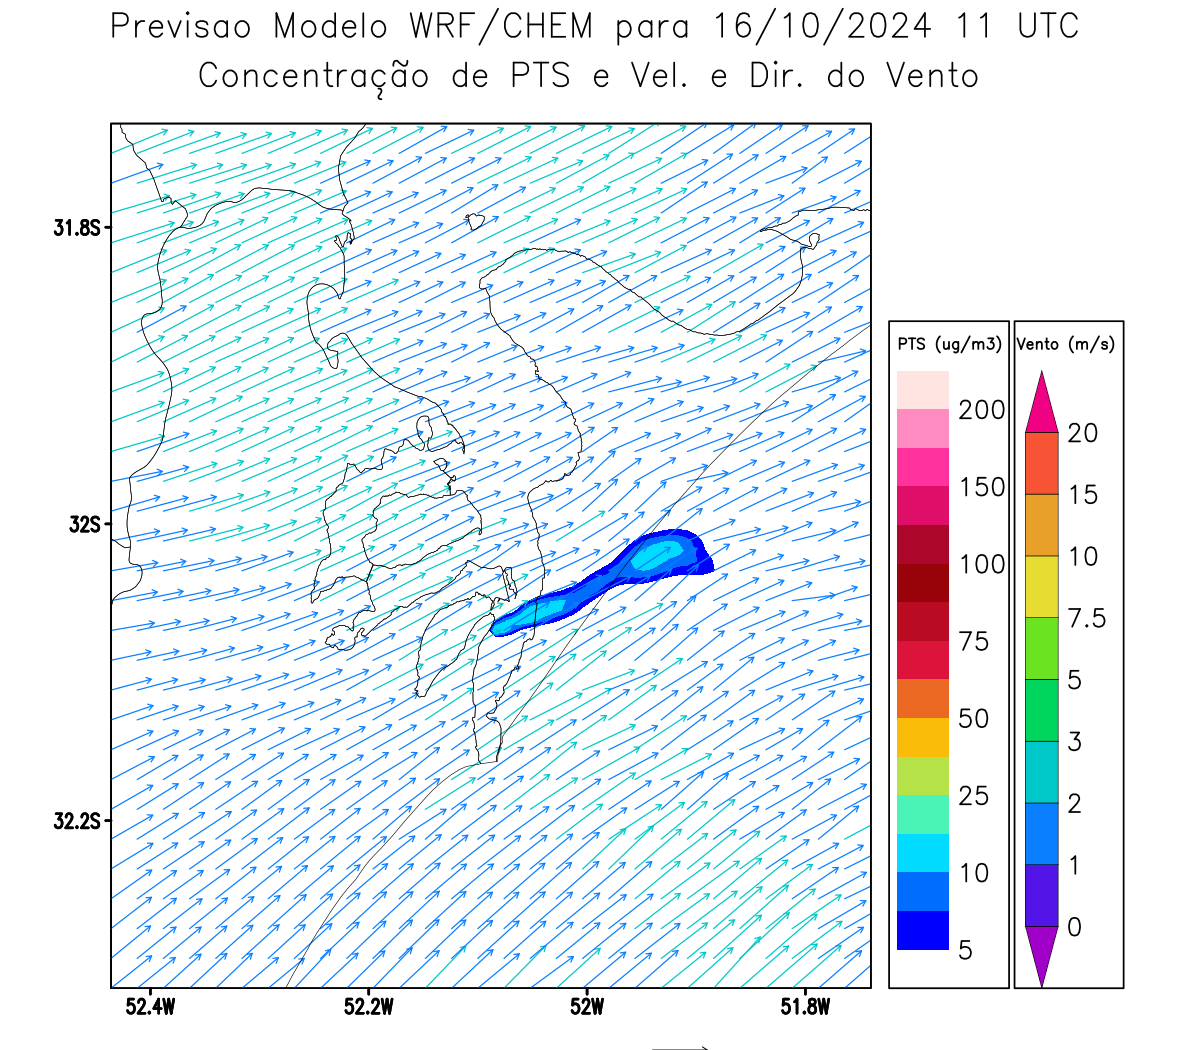 Previsao Modelo WRF/CHEM para 16/10/2024 11 UTC
Concentração de PTS e Vel. e Dir. do Vento
31.8S
32S
32.2S
52.4W
52.2W
52W
51.8W
PTS (ug/m3)
200
150
100
75
50
25
10
5
Vento (m/s)
20
15
10
7.5
5
3
2
1
0